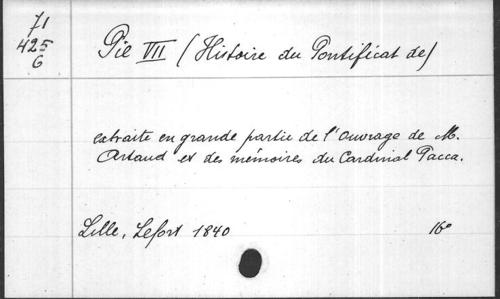 71
425
6
Pie VII (Histoire du Pontificat de)
extraite en grande partie de l'ouvrage de M.
Artaud et des mémoires du Cardinal Pacca.
Lille, Lefort 1840 16º